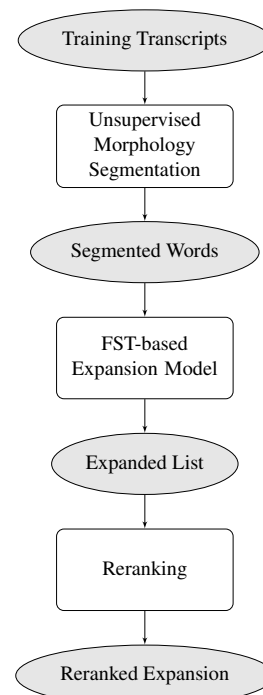 Training Transcripts
Unsupervised
Morphology
Segmentation
Segmented Words
FST-based
Expansion Model
Expanded List
Reranking
Reranked Expansion